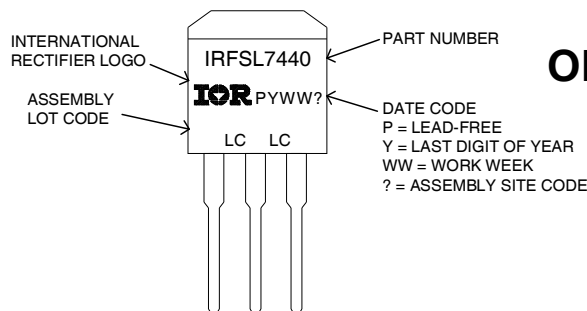 INTERNATIONAL
RECTIFIER LOGO
ASSEMBLY
LOT CODE
IRFSL7440
IOR PYWW?
LC LC
PART NUMBER
DATE CODE
P = LEAD-FREE
Y = LAST DIGIT OF YEAR
WW = WORK WEEK
? = ASSEMBLY SITE CODE